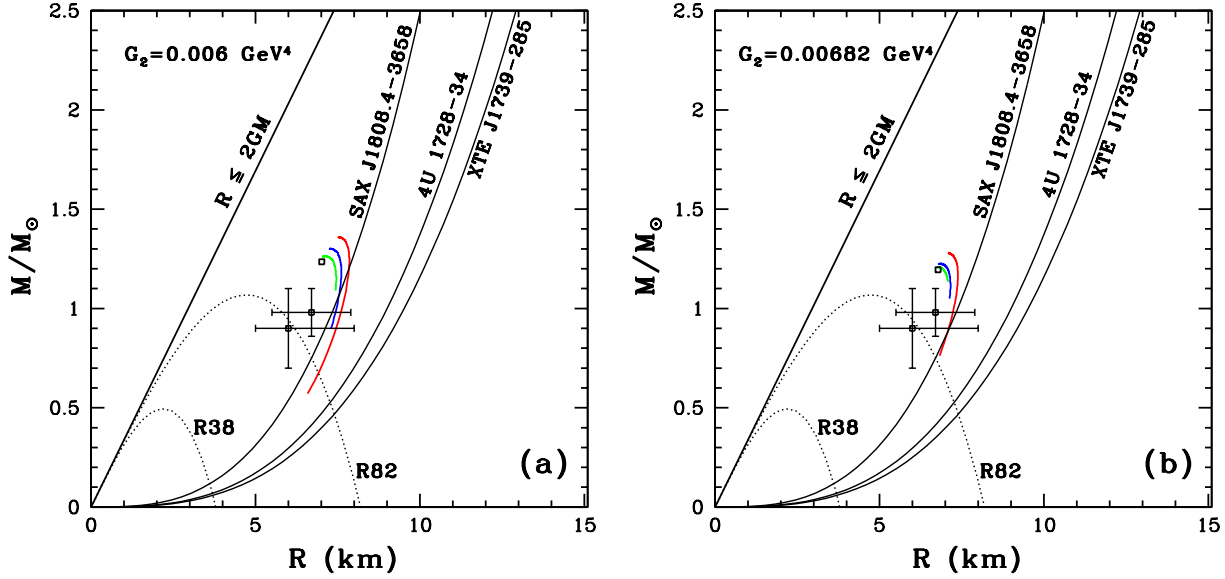 G₂=0.006 GeV⁴
R ≦ 2GM
SAX J1808.4-3658
4U 1728-34
XTE J1739-285
R38
R82
(a)
M/M⊙
2.5
2
1.5
1
0.5
0
0 5 10 15
R (km)
G₂=0.00682 GeV⁴
R ≦ 2GM
SAX J1808.4-3658
4U 1728-34
XTE J1739-285
R38
R82
(b)
M/M⊙
2.5
2
1.5
1
0.5
0
0 5 10 15
R (km)